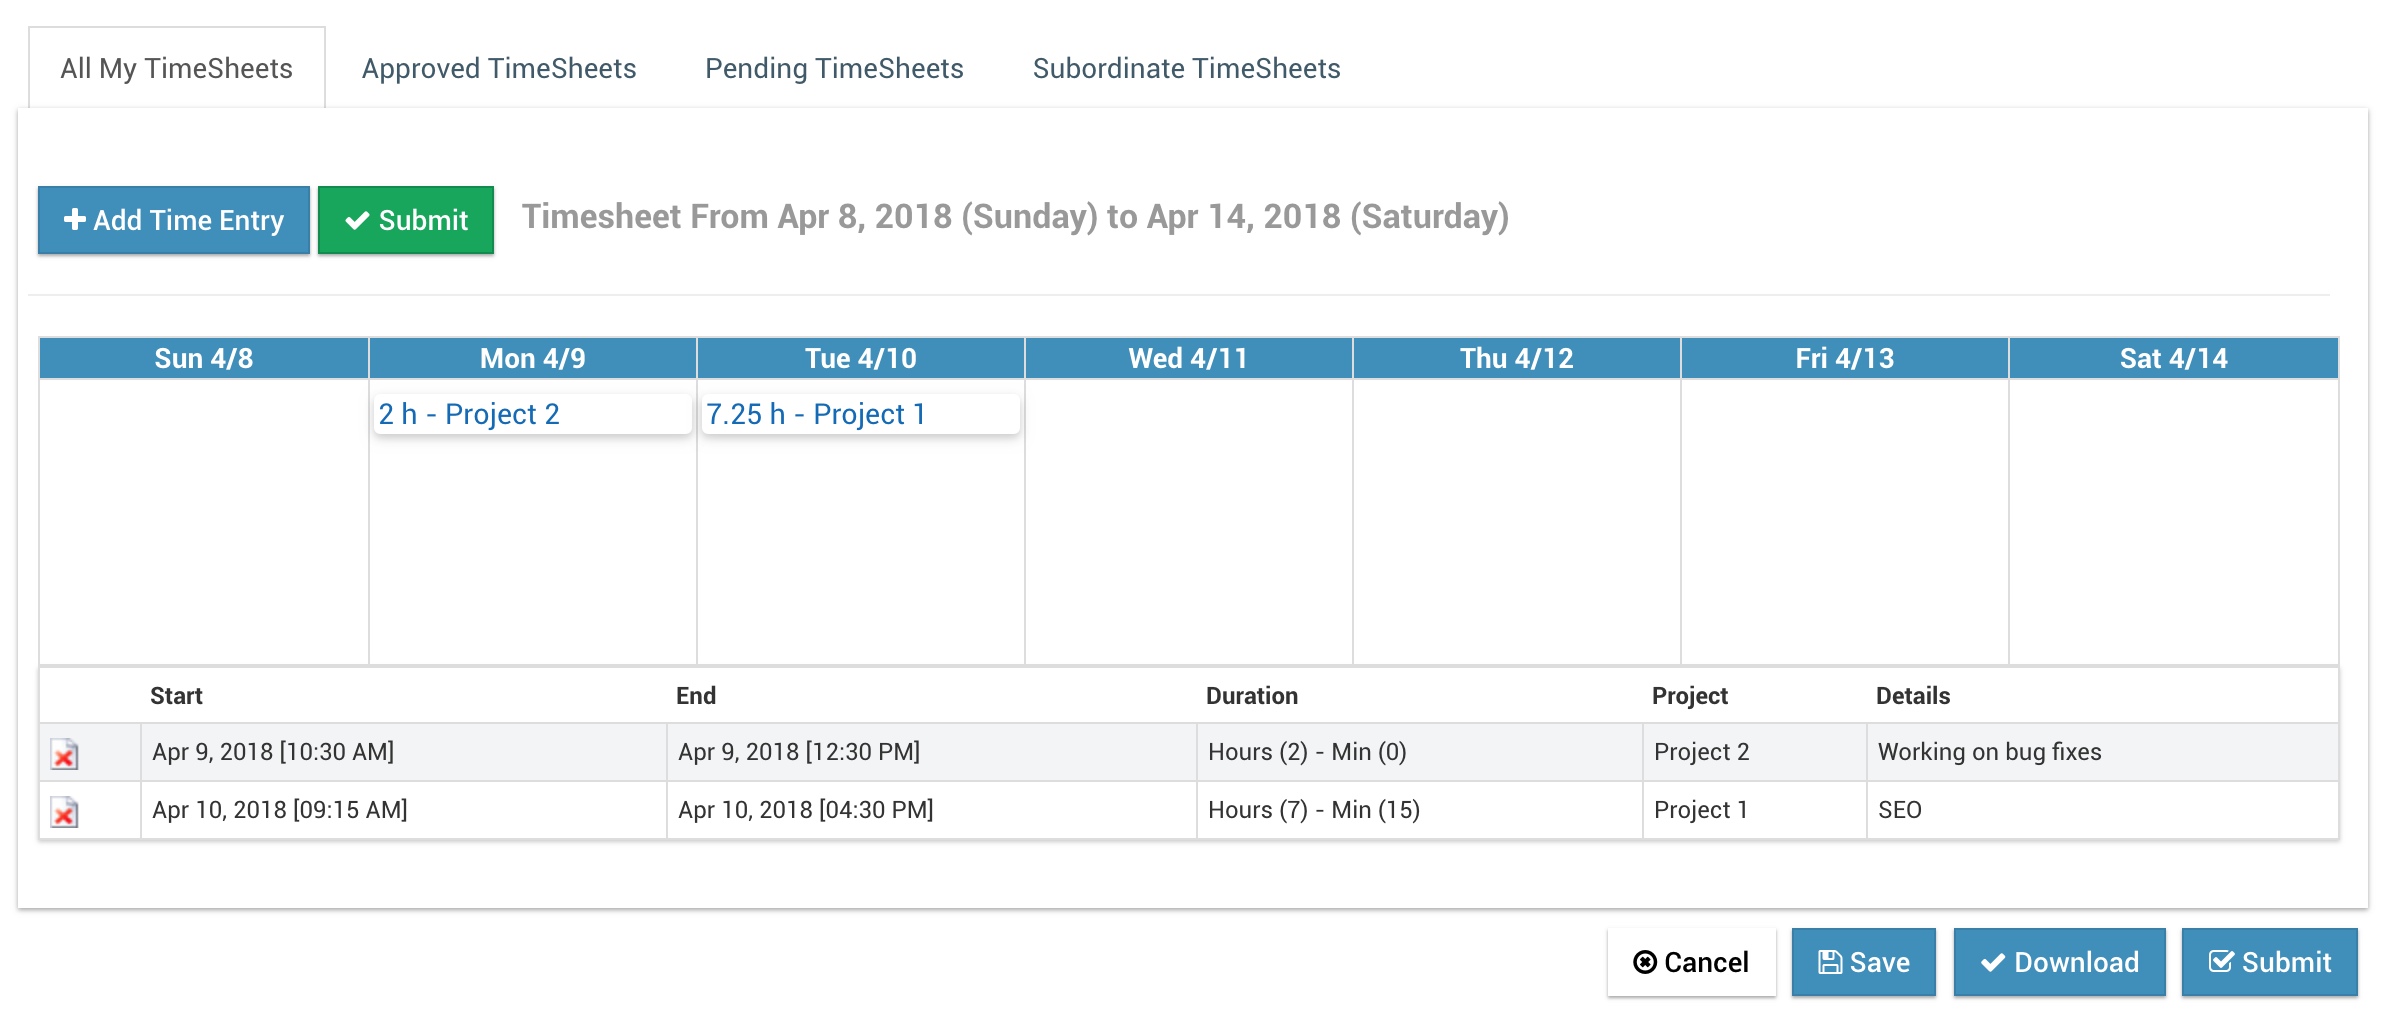 All My TimeSheets Approved TimeSheets Pending TimeSheets Subordinate TimeSheets
Add Time Entry Submit Timesheet From Apr 8, 2018 (Sunday) to Apr 14, 2018 (Saturday)
Sun 4/8 Mon 4/9 Tue 4/10 Wed 4/11 Thu 4/12 Fri 4/13 Sat 4/14
2 h - Project 2 7.25 h - Project 1
Start End Duration Project Details
Apr 9, 2018 [10:30 AM] Apr 9, 2018 [12:30 PM] Hours (2) - Min (0) Project 2 Working on bug fixes
Apr 10, 2018 [09:15 AM] Apr 10, 2018 [04:30 PM] Hours (7) - Min (15) Project 1 SEO
Cancel Save Download Submit